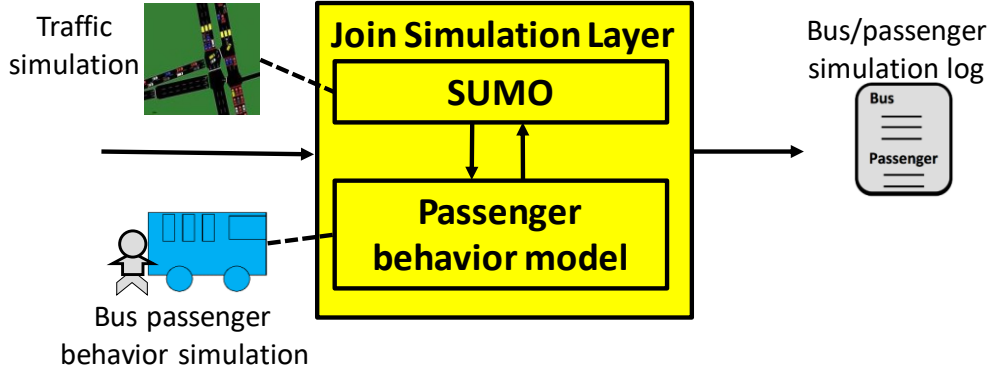 Traffic
simulation
Join Simulation Layer
SUMO
Passenger
behavior model
Bus passenger
behavior simulation
Bus/passenger
simulation log
Bus
Passenger